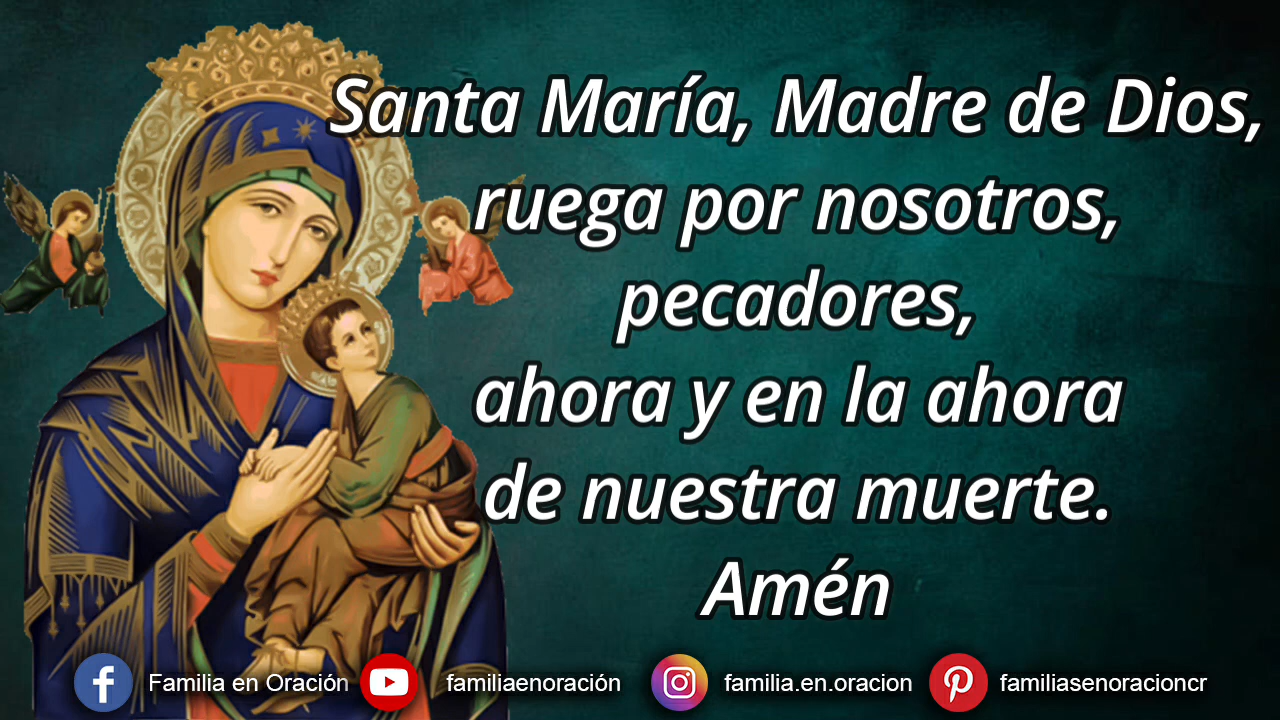 Santa María, Madre de Dios,
ruega por nosotros,
pecadores,
ahora y en la ahora
de nuestra muerte.
Amén
Familia en Oración familiaenoración familia.en.oracion familiasenoracioncr